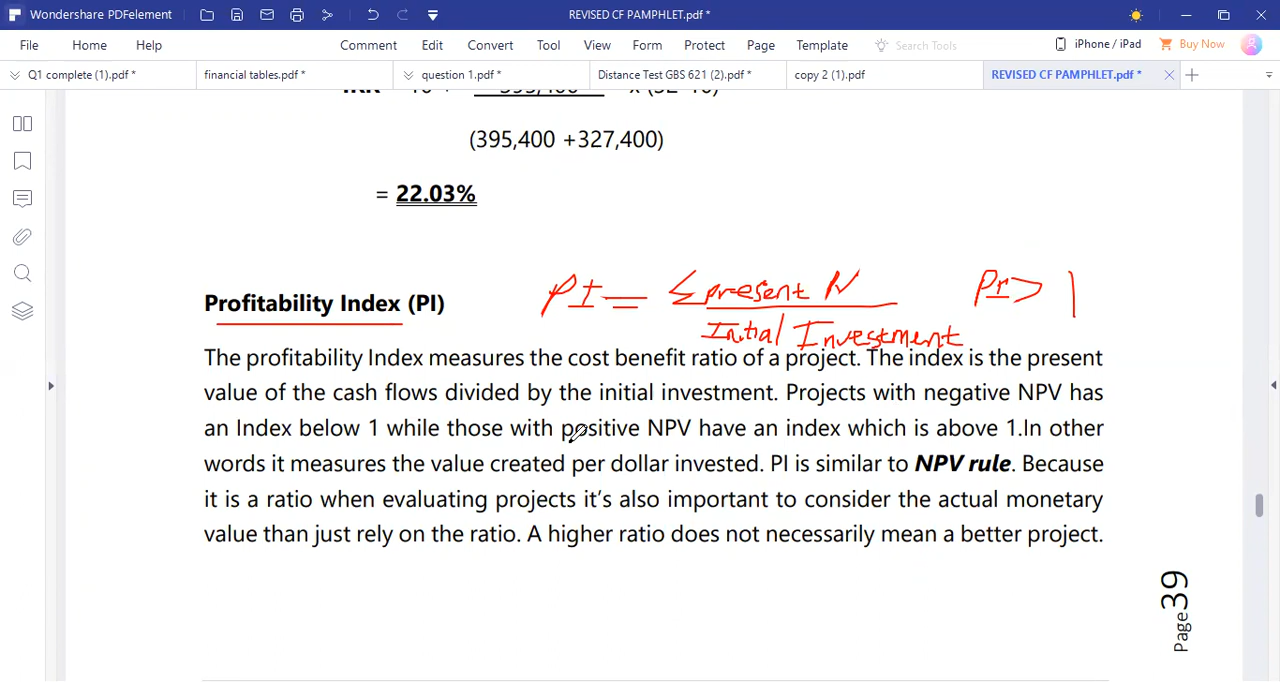 Wondershare PDFelement
REVISED CF PAMPHLET.pdf *
File Home Help Comment Edit Convert Tool View Form Protect Page Template Search Tools iPhone / iPad Buy Now
Q1 complete (1).pdf * financial tables.pdf * question 1.pdf * Distance Test GBS 621 (2).pdf * copy 2 (1).pdf REVISED CF PAMPHLET.pdf *
(395,400 +327,400)
= 22.03%
PI = Σ present
Initial Investment
> 1
Profitability Index (PI)
The profitability Index measures the cost benefit ratio of a project. The index is the present
value of the cash flows divided by the initial investment. Projects with negative NPV has
an Index below 1 while those with positive NPV have an index which is above 1.In other
words it measures the value created per dollar invested. PI is similar to NPV rule. Because
it is a ratio when evaluating projects it's also important to consider the actual monetary
value than just rely on the ratio. A higher ratio does not necessarily mean a better project.
Page39